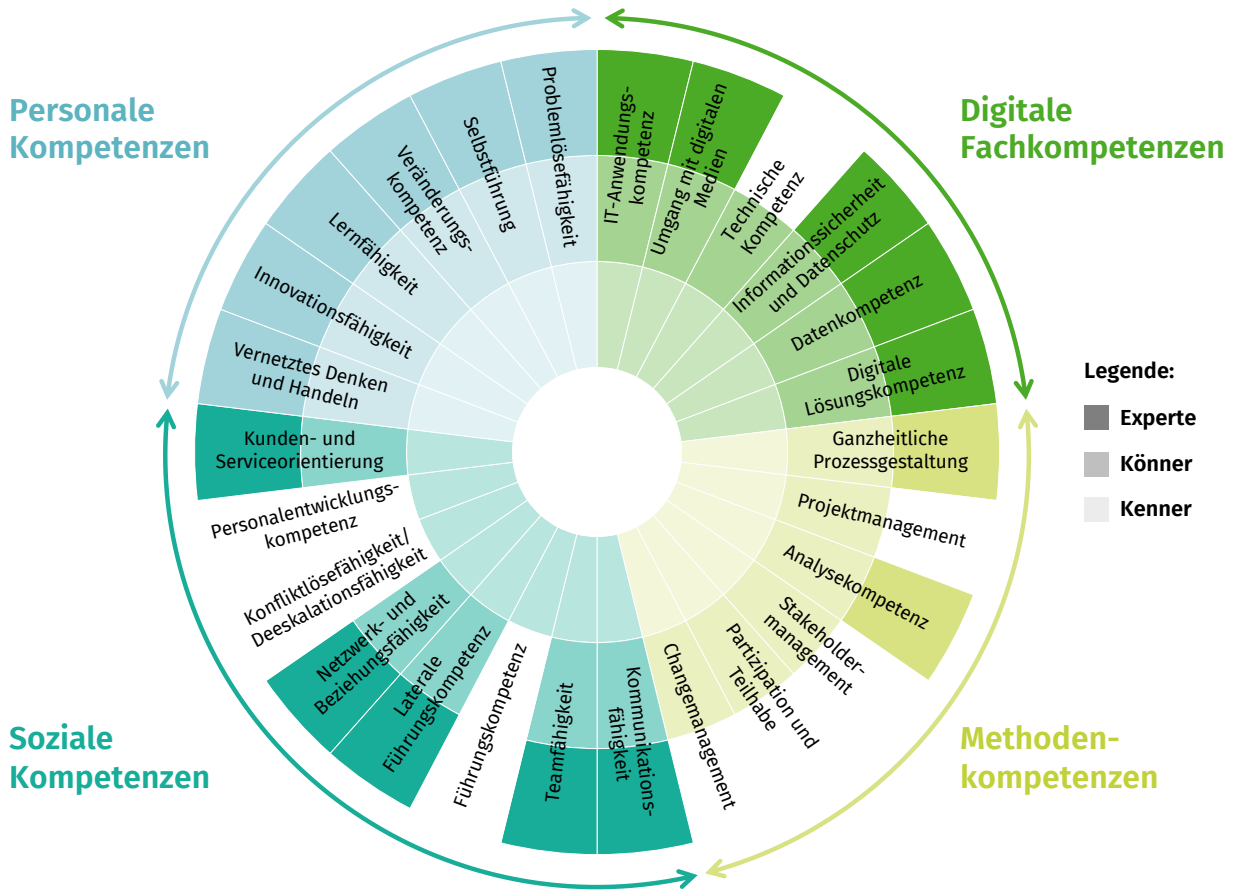 Personale
Kompetenzen
Digitale
Fachkompetenzen
Problemlösefähigkeit
Selbstführung
Veränderungs-
kompetenz
Lernfähigkeit
Innovationsfähigkeit
Vernetztes Denken
und Handeln
IT-Anwendungs-
kompetenz
Umgang mit digitalen
Medien
Technische
Kompetenz
Informationssicherheit
und Datenschutz
Datenkompetenz
Digitale
Lösungskompetenz
Ganzheitliche
Prozessgestaltung
Projektmanagement
Analysekompetenz
Stakeholder-
management
Partizipation und
Teilhabe
Changemanagement
Kommunikations-
fähigkeit
Teamfähigkeit
Führungskompetenz
Laterale
Führungskompetenz
Netzwerk- und
Beziehungsfähigkeit
Konfliktlösefähigkeit/
Deeskalationsfähigkeit
Personalentwicklungs-
kompetenz
Kunden- und
Serviceorientierung
Legende:
Experte
Könner
Kenner
Soziale
Kompetenzen
Methoden-
kompetenzen